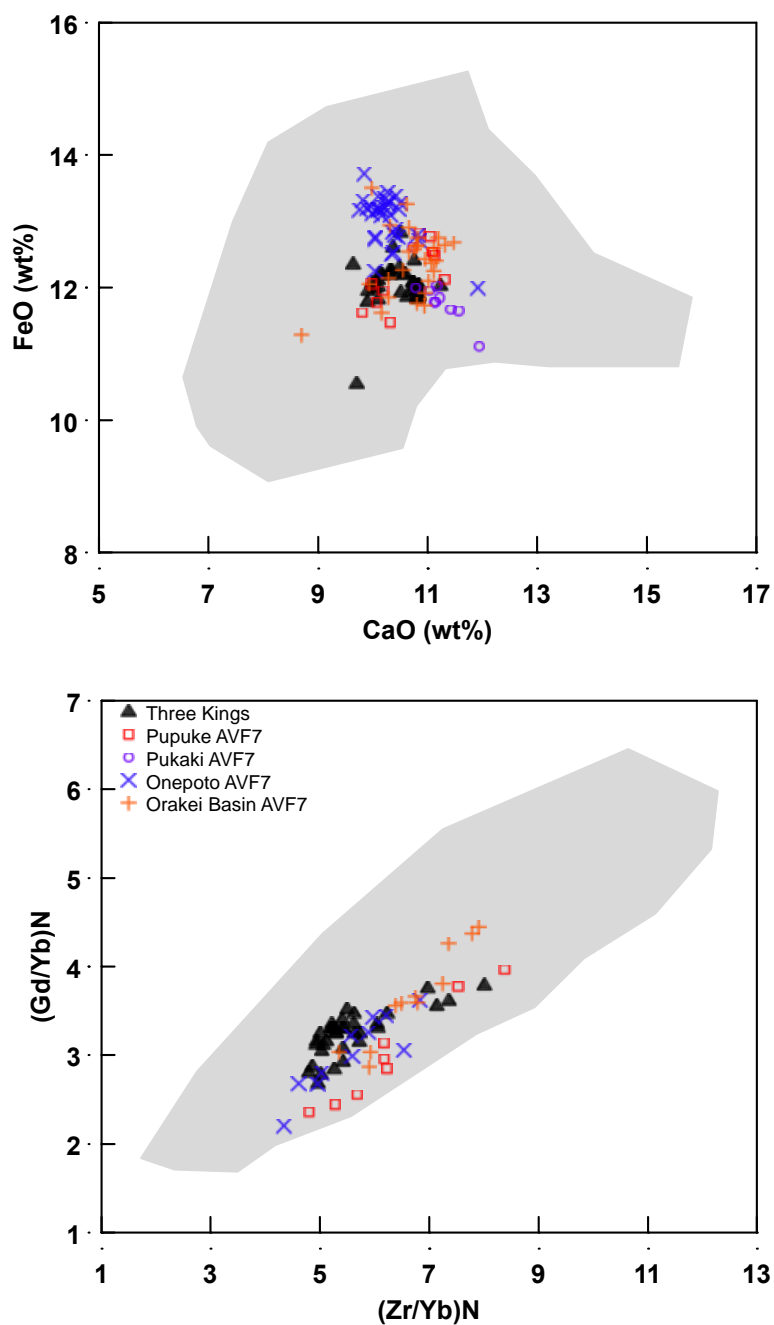 16
14
12
10
8
FeO (wt%)
5 7 9 11 13 15 17
CaO (wt%)
7
6
5
4
3
2
1
(Gd/Yb)N
Three Kings
Pupuke AVF7
Pukaki AVF7
Onepoto AVF7
Orakei Basin AVF7
1 3 5 7 9 11 13
(Zr/Yb)N